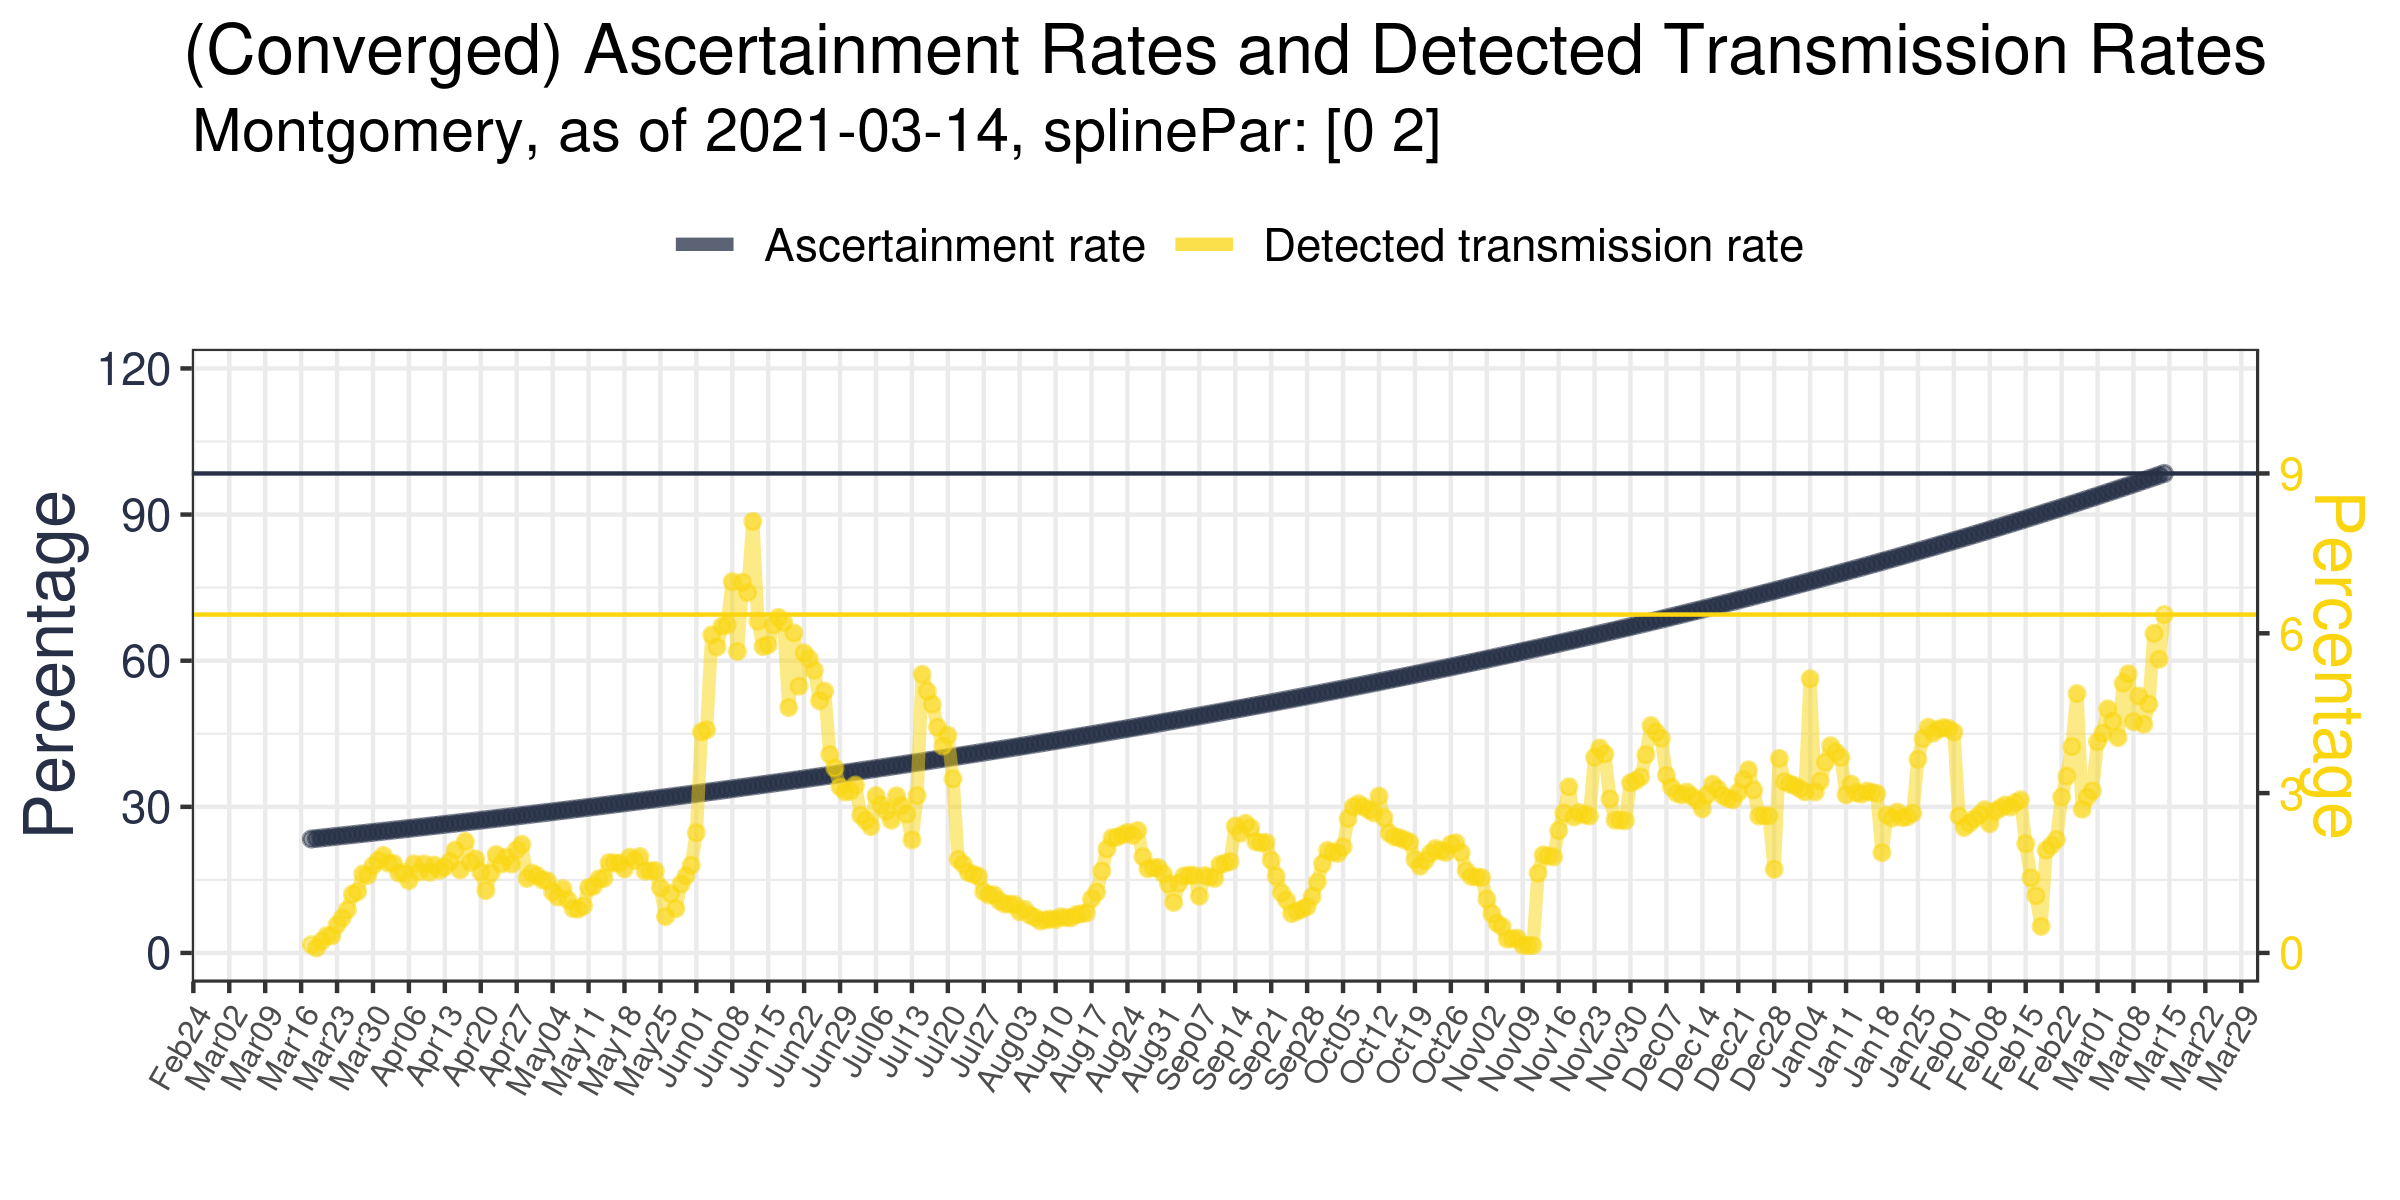 (Converged) Ascertainment Rates and Detected Transmission Rates
Montgomery, as of 2021-03-14, splinePar: [0 2]
Ascertainment rate
Detected transmission rate
120
90
60
30
0
Percentage
9
6
3
0
Percentage
Feb24
Mar02
Mar09
Mar16
Mar23
Mar30
Apr06
Apr13
Apr20
Apr27
May04
May11
May18
May25
Jun01
Jun08
Jun15
Jun22
Jun29
Jul06
Jul13
Jul20
Jul27
Aug03
Aug10
Aug17
Aug24
Aug31
Sep07
Sep14
Sep21
Sep28
Oct05
Oct12
Oct19
Oct26
Nov02
Nov09
Nov16
Nov23
Nov30
Dec07
Dec14
Dec21
Dec28
Jan04
Jan11
Jan18
Jan25
Feb01
Feb08
Feb15
Feb22
Mar01
Mar08
Mar15
Mar22
Mar29